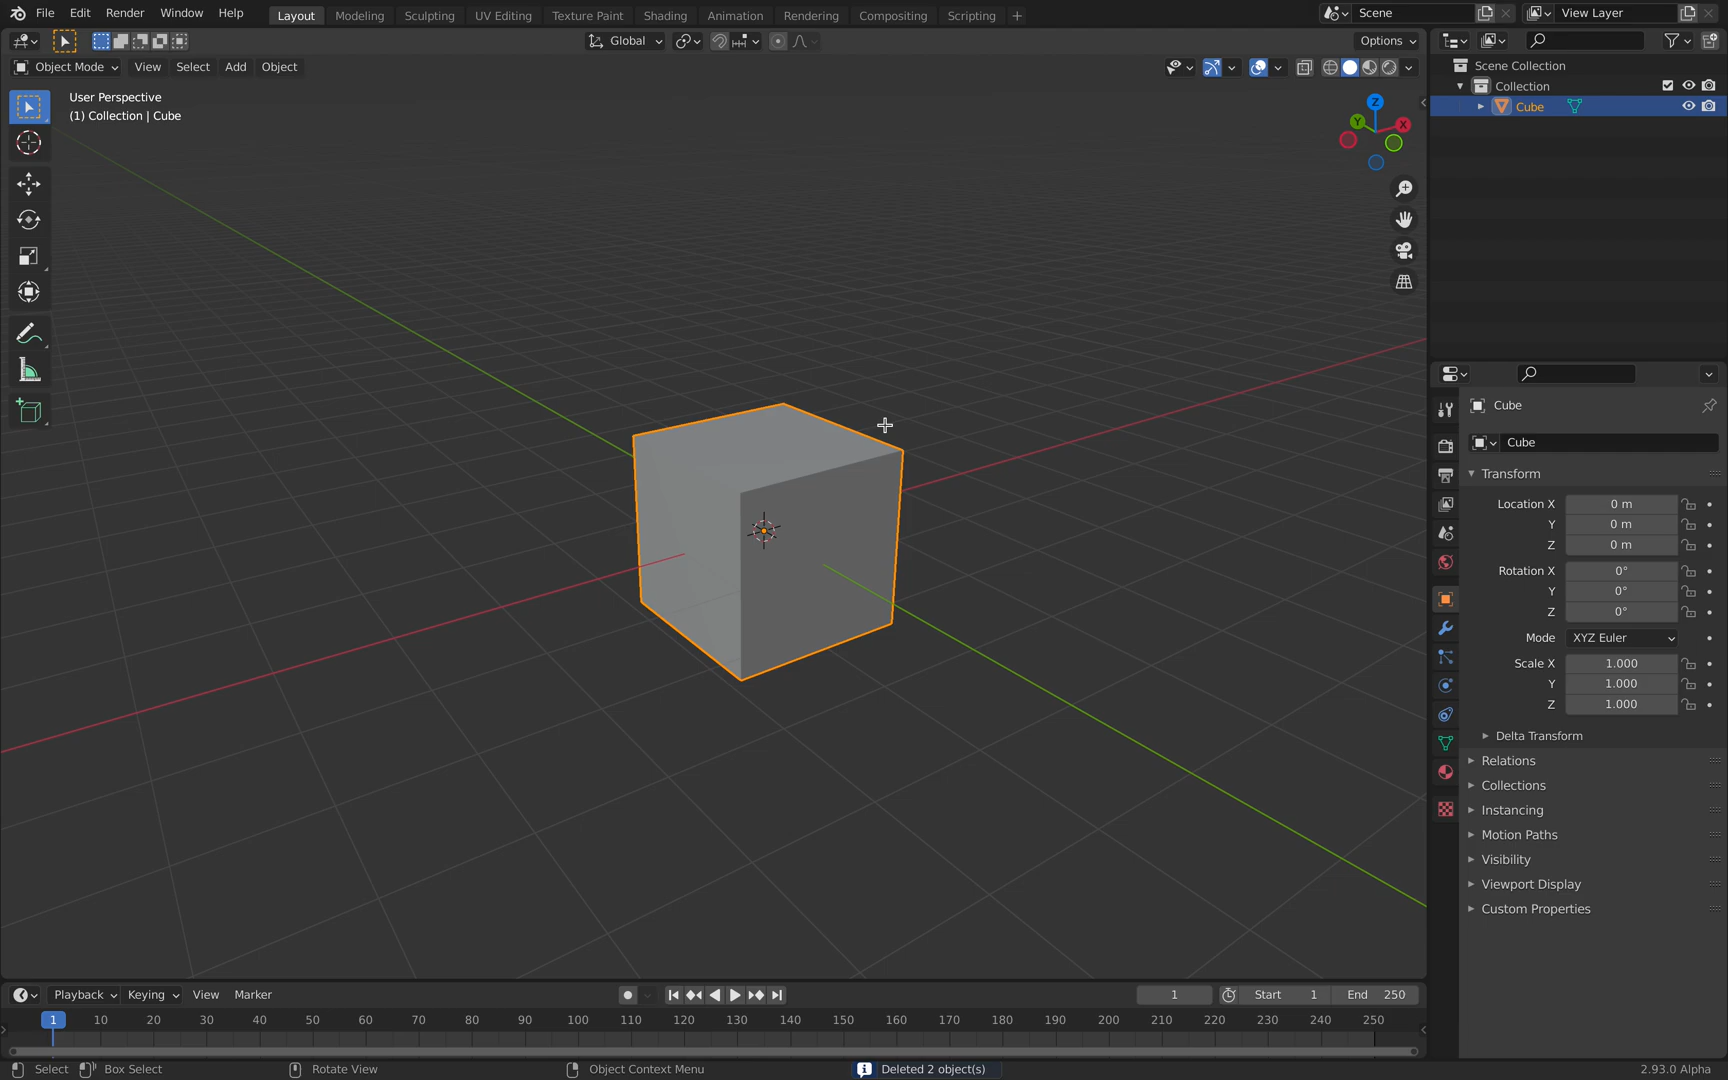 File Edit Render Window Help Layout Modeling Sculpting UV Editing Texture Paint Shading Animation Rendering Compositing Scripting + Scene View Layer
Global Options
Object Mode View Select Add Object
User Perspective
(1) Collection | Cube
Z
Y
X
Scene Collection
Collection
Cube
Cube
Cube
Transform
Location X 0 m
Y 0 m
Z 0 m
Rotation X 0°
Y 0°
Z 0°
Mode XYZ Euler
Scale X 1.000
Y 1.000
Z 1.000
Delta Transform
Relations
Collections
Instancing
Motion Paths
Visibility
Viewport Display
Custom Properties
Playback Keying View Marker 1 Start 1 End 250
1 10 20 30 40 50 60 70 80 90 100 110 120 130 140 150 160 170 180 190 200 210 220 230 240 250
Select Box Select Rotate View Object Context Menu Deleted 2 object(s) 2.93.0 Alpha